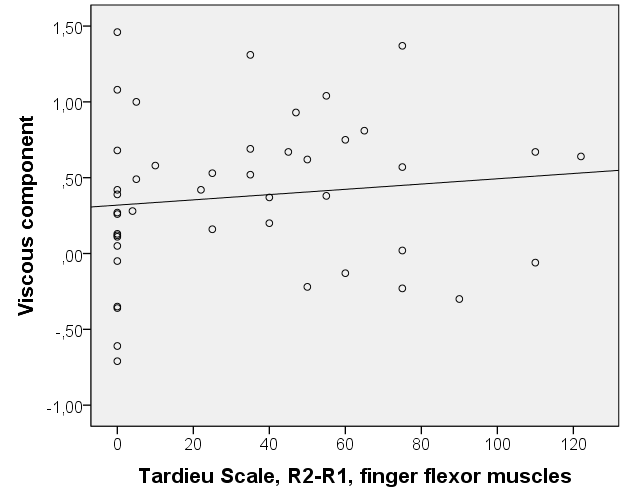 1,50
1,00
,50
,00
-,50
-1,00
Viscous component
0 20 40 60 80 100 120
Tardieu Scale, R2-R1, finger flexor muscles